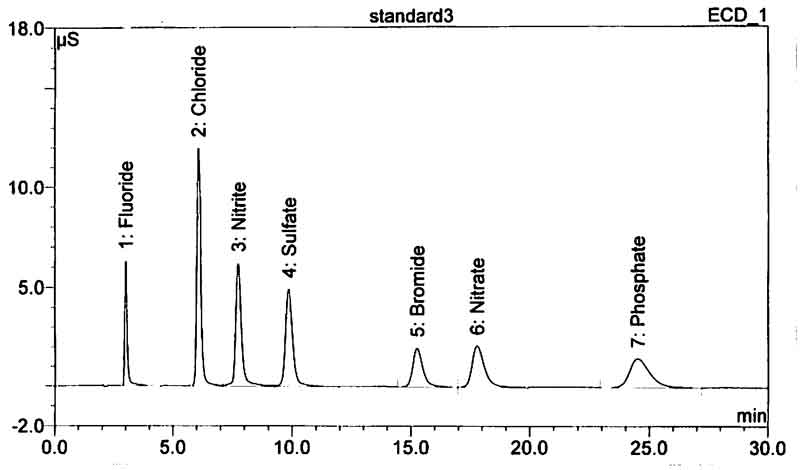 standard3
ECD_1
18.0
µS
10.0
5.0
-2.0
1: Fluoride
2: Chloride
3: Nitrite
4: Sulfate
5: Bromide
6: Nitrate
7: Phosphate
min
0.0 5.0 10.0 15.0 20.0 25.0 30.0